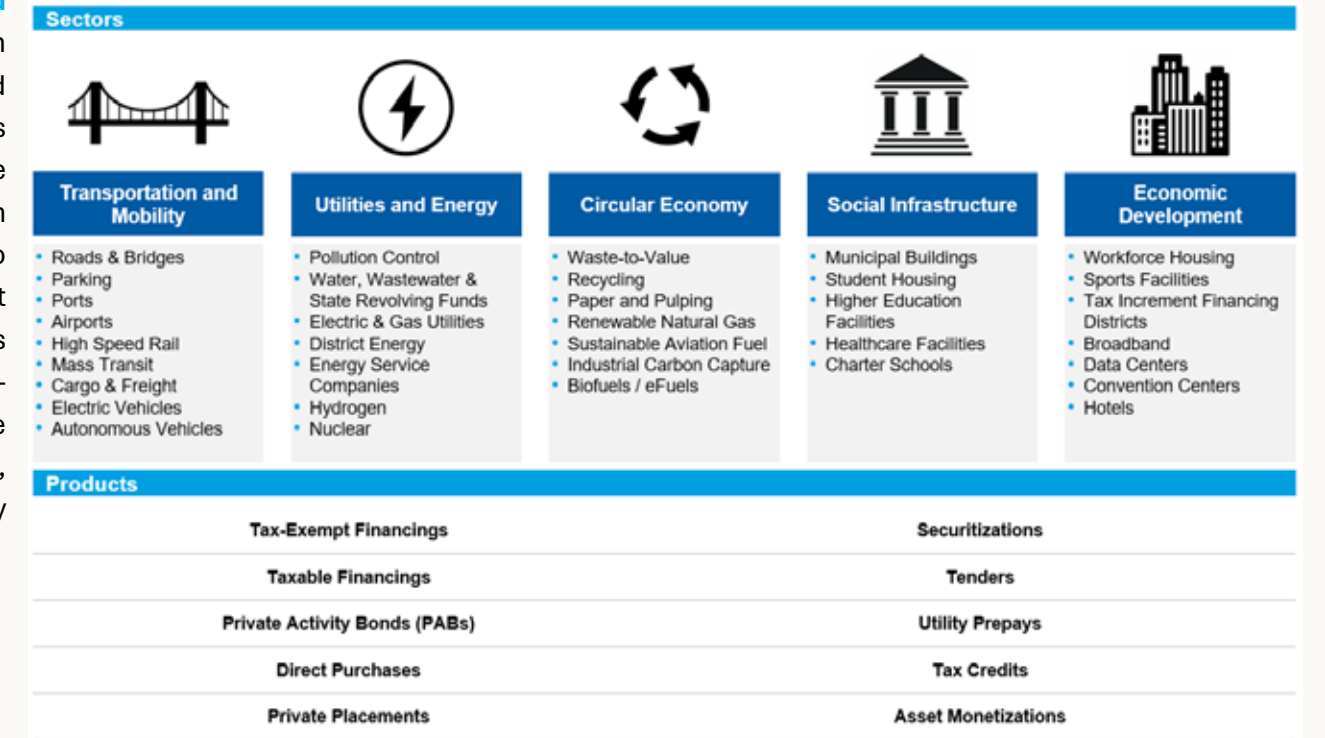 Sectors
Transportation and
Mobility
Roads & Bridges
Parking
Ports
Airports
High Speed Rail
Mass Transit
Cargo & Freight
Electric Vehicles
Autonomous Vehicles
Utilities and Energy
Pollution Control
Water, Wastewater &
State Revolving Funds
Electric & Gas Utilities
District Energy
Energy Service
Companies
Hydrogen
Nuclear
Circular Economy
Waste-to-Value
Recycling
Paper and Pulping
Renewable Natural Gas
Sustainable Aviation Fuel
Industrial Carbon Capture
Biofuels / eFuels
Social Infrastructure
Municipal Buildings
Student Housing
Higher Education
Facilities
Healthcare Facilities
Charter Schools
Economic
Development
Workforce Housing
Sports Facilities
Tax Increment Financing
Districts
Broadband
Data Centers
Convention Centers
Hotels
Products
Tax-Exempt Financings
Securitizations
Taxable Financings
Tenders
Private Activity Bonds (PABs)
Utility Prepays
Direct Purchases
Tax Credits
Private Placements
Asset Monetizations